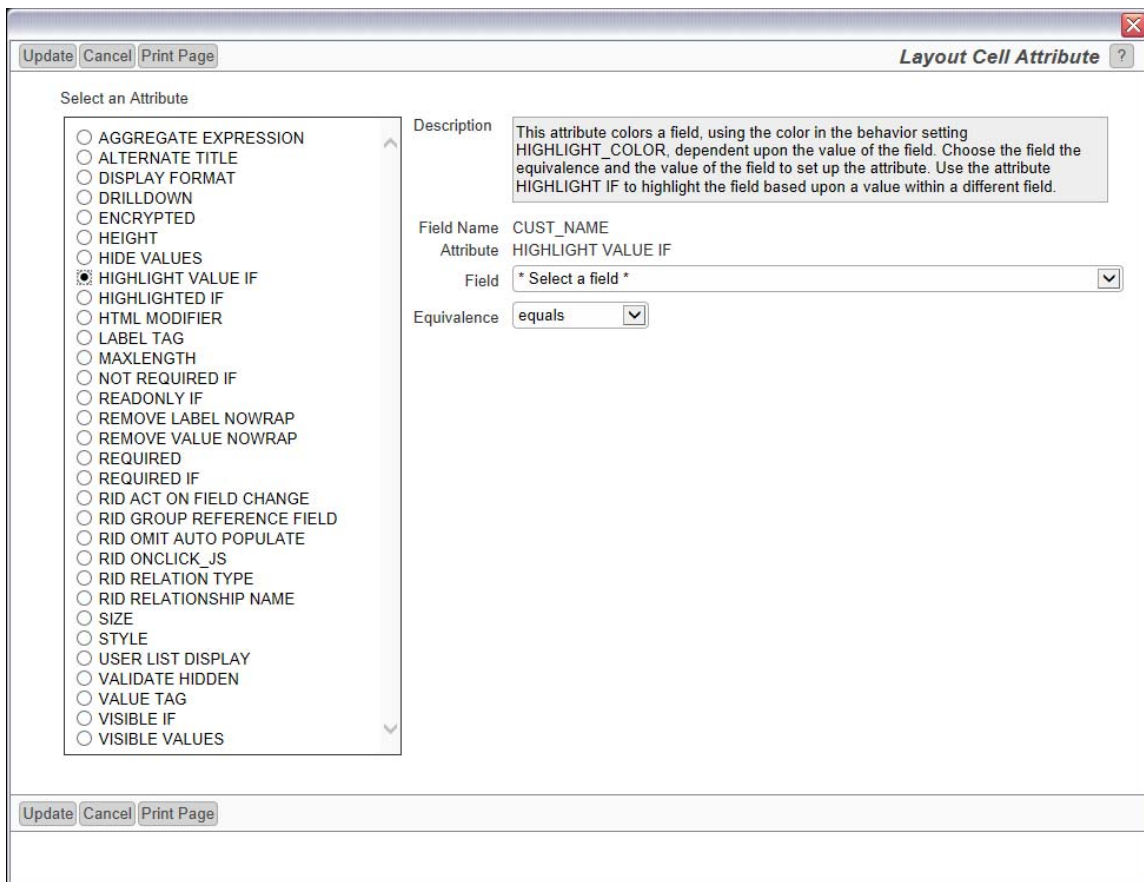 Update Cancel Print Page
Layout Cell Attribute ?
Select an Attribute
AGGREGATE EXPRESSION
ALTERNATE TITLE
DISPLAY FORMAT
DRILLDOWN
ENCRYPTED
HEIGHT
HIDE VALUES
HIGHLIGHT VALUE IF
HIGHLIGHTED IF
HTML MODIFIER
LABEL TAG
MAXLENGTH
NOT REQUIRED IF
READONLY IF
REMOVE LABEL NOWRAP
REMOVE VALUE NOWRAP
REQUIRED
REQUIRED IF
RID ACT ON FIELD CHANGE
RID GROUP REFERENCE FIELD
RID OMIT AUTO POPULATE
RID ONCLICK_JS
RID RELATION TYPE
RID RELATIONSHIP NAME
SIZE
STYLE
USER LIST DISPLAY
VALIDATE HIDDEN
VALUE TAG
VISIBLE IF
VISIBLE VALUES
Description
This attribute colors a field, using the color in the behavior setting
HIGHLIGHT_COLOR, dependent upon the value of the field. Choose the field the
equivalence and the value of the field to set up the attribute. Use the attribute
HIGHLIGHT IF to highlight the field based upon a value within a different field.
Field Name CUST_NAME
Attribute HIGHLIGHT VALUE IF
Field * Select a field *
Equivalence equals
Update Cancel Print Page